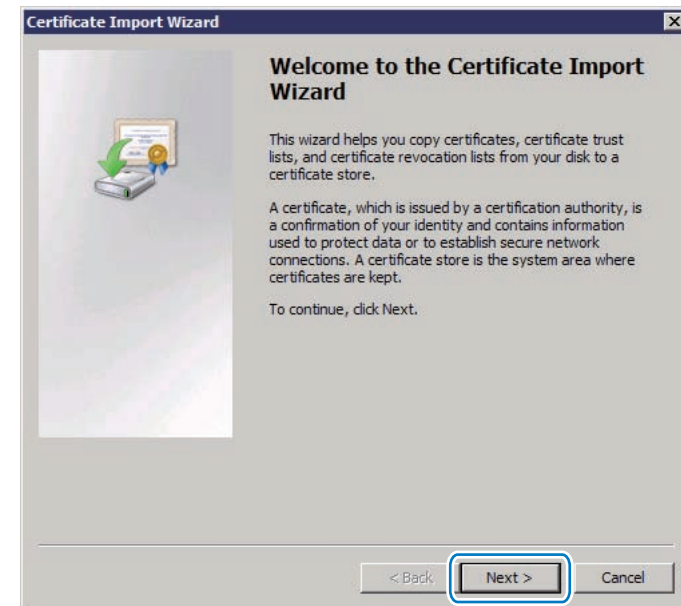 Certificate Import Wizard
Welcome to the Certificate Import
Wizard
This wizard helps you copy certificates, certificate trust
lists, and certificate revocation lists from your disk to a
certificate store.
A certificate, which is issued by a certification authority, is
a confirmation of your identity and contains information
used to protect data or to establish secure network
connections. A certificate store is the system area where
certificates are kept.
To continue, click Next.
< Back
Next >
Cancel